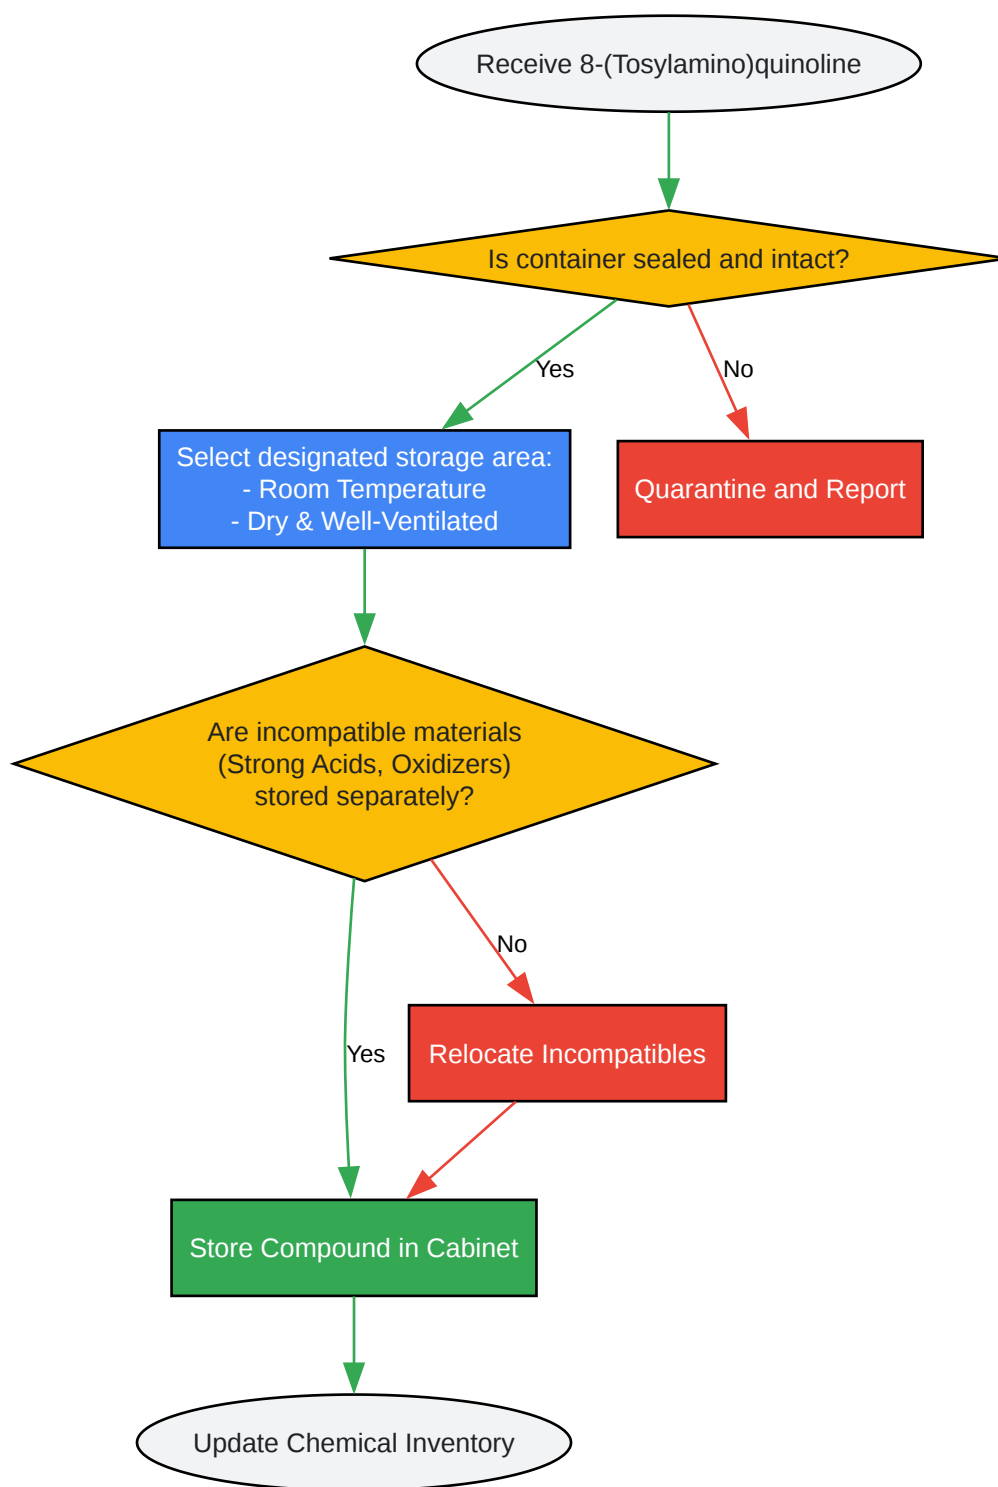 Receive 8-(Tosylamino)quinoline
Is container sealed and intact?
Yes
No
Select designated storage area:
- Room Temperature
- Dry & Well-Ventilated
Quarantine and Report
Are incompatible materials
(Strong Acids, Oxidizers)
stored separately?
No
Yes
Relocate Incompatibles
Store Compound in Cabinet
Update Chemical Inventory